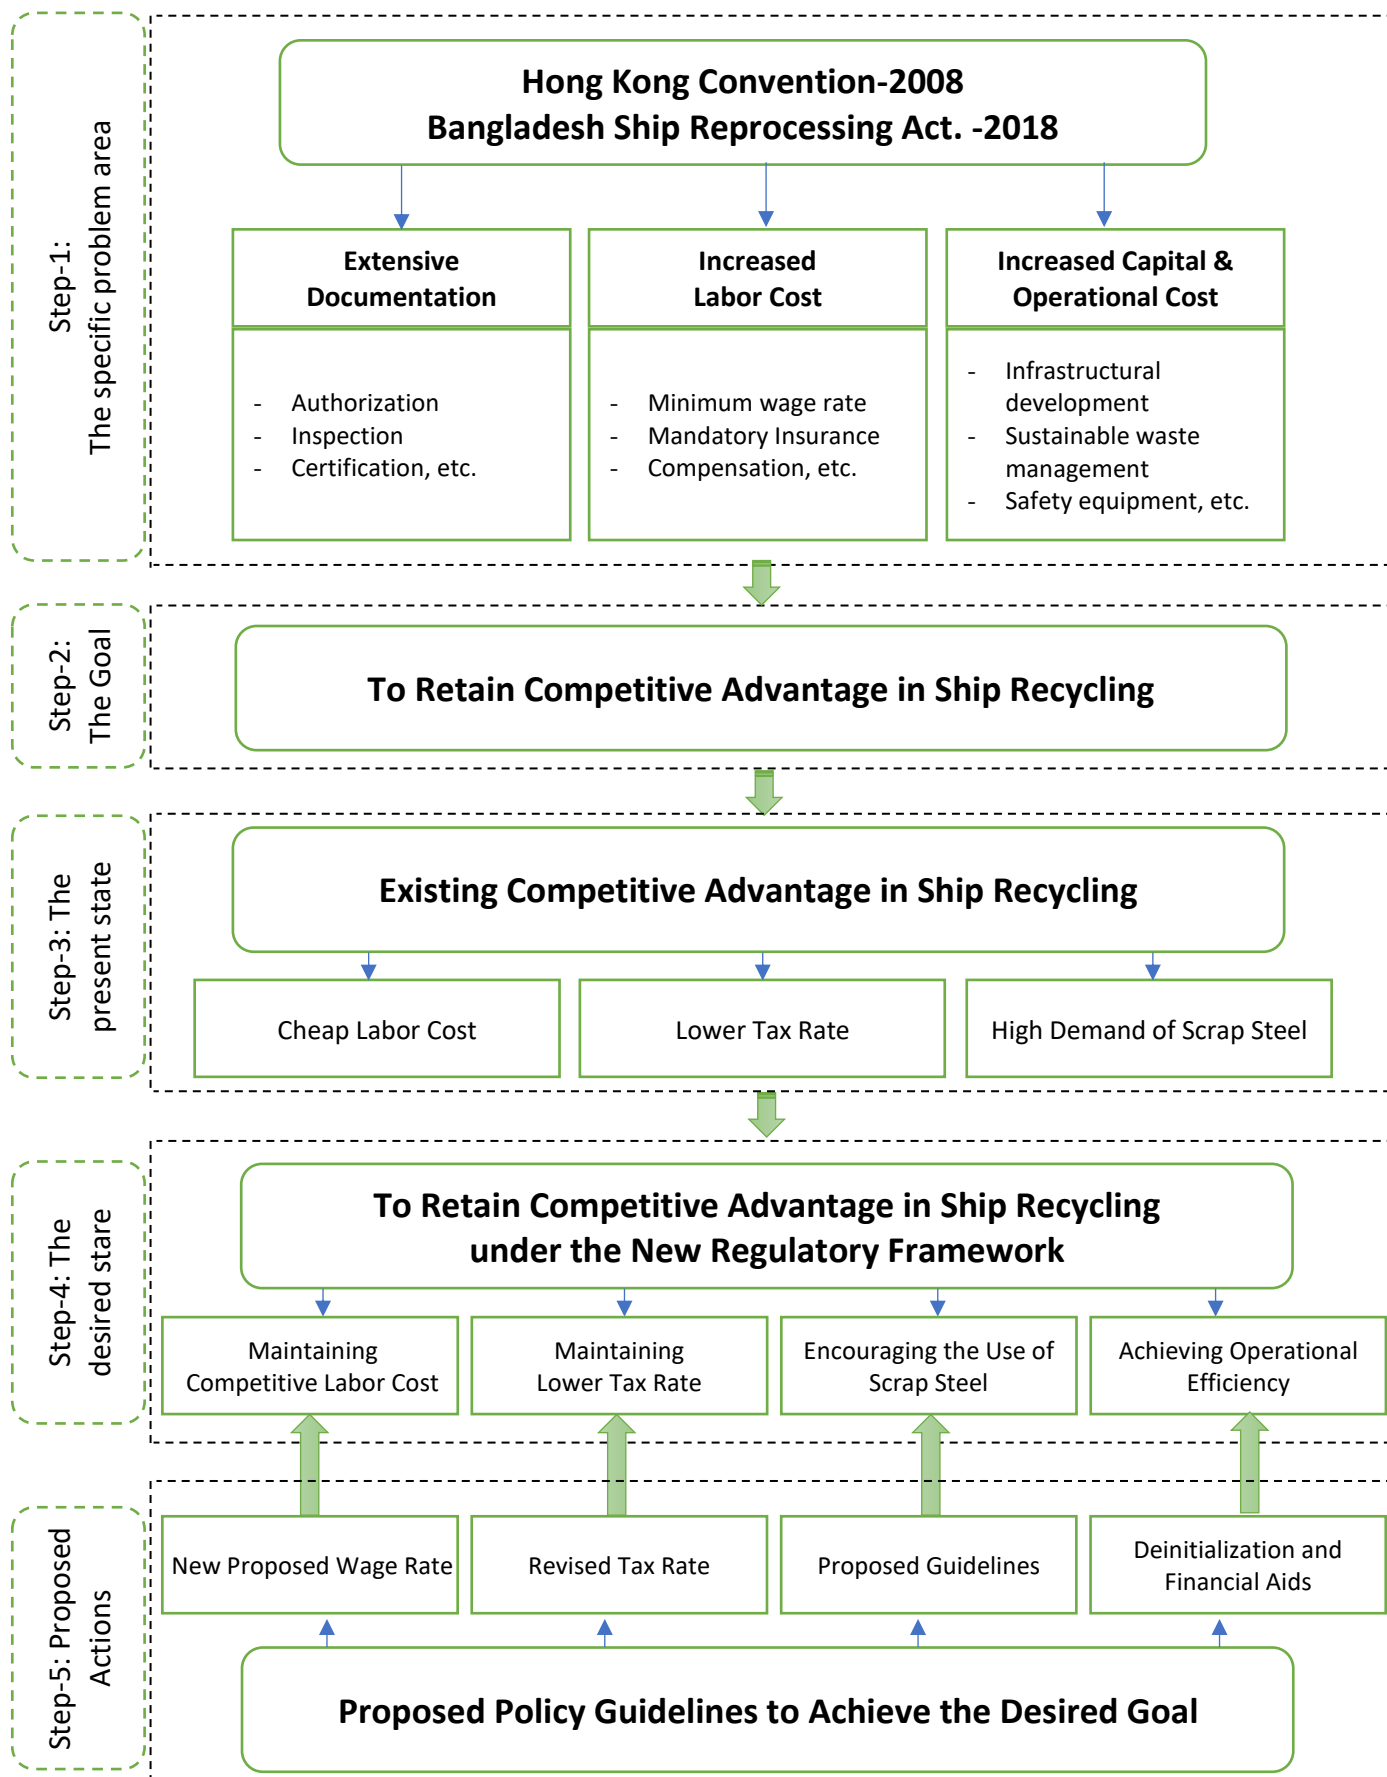 Step-1:
The specific problem area
Hong Kong Convention-2008
Bangladesh Ship Reprocessing Act. -2018
Extensive
Documentation
- Authorization
- Inspection
- Certification, etc.
Increased
Labor Cost
- Minimum wage rate
- Mandatory Insurance
- Compensation, etc.
Increased Capital &
Operational Cost
- Infrastructural
development
- Sustainable waste
management
- Safety equipment, etc.
Step-2:
The Goal
To Retain Competitive Advantage in Ship Recycling
Step-3: The
present state
Existing Competitive Advantage in Ship Recycling
Cheap Labor Cost
Lower Tax Rate
High Demand of Scrap Steel
Step-4: The
desired stare
To Retain Competitive Advantage in Ship Recycling
under the New Regulatory Framework
Maintaining
Competitive Labor Cost
Maintaining
Lower Tax Rate
Encouraging the Use of
Scrap Steel
Achieving Operational
Efficiency
Step-5: Proposed
Actions
New Proposed Wage Rate
Revised Tax Rate
Proposed Guidelines
Deinitialization and
Financial Aids
Proposed Policy Guidelines to Achieve the Desired Goal